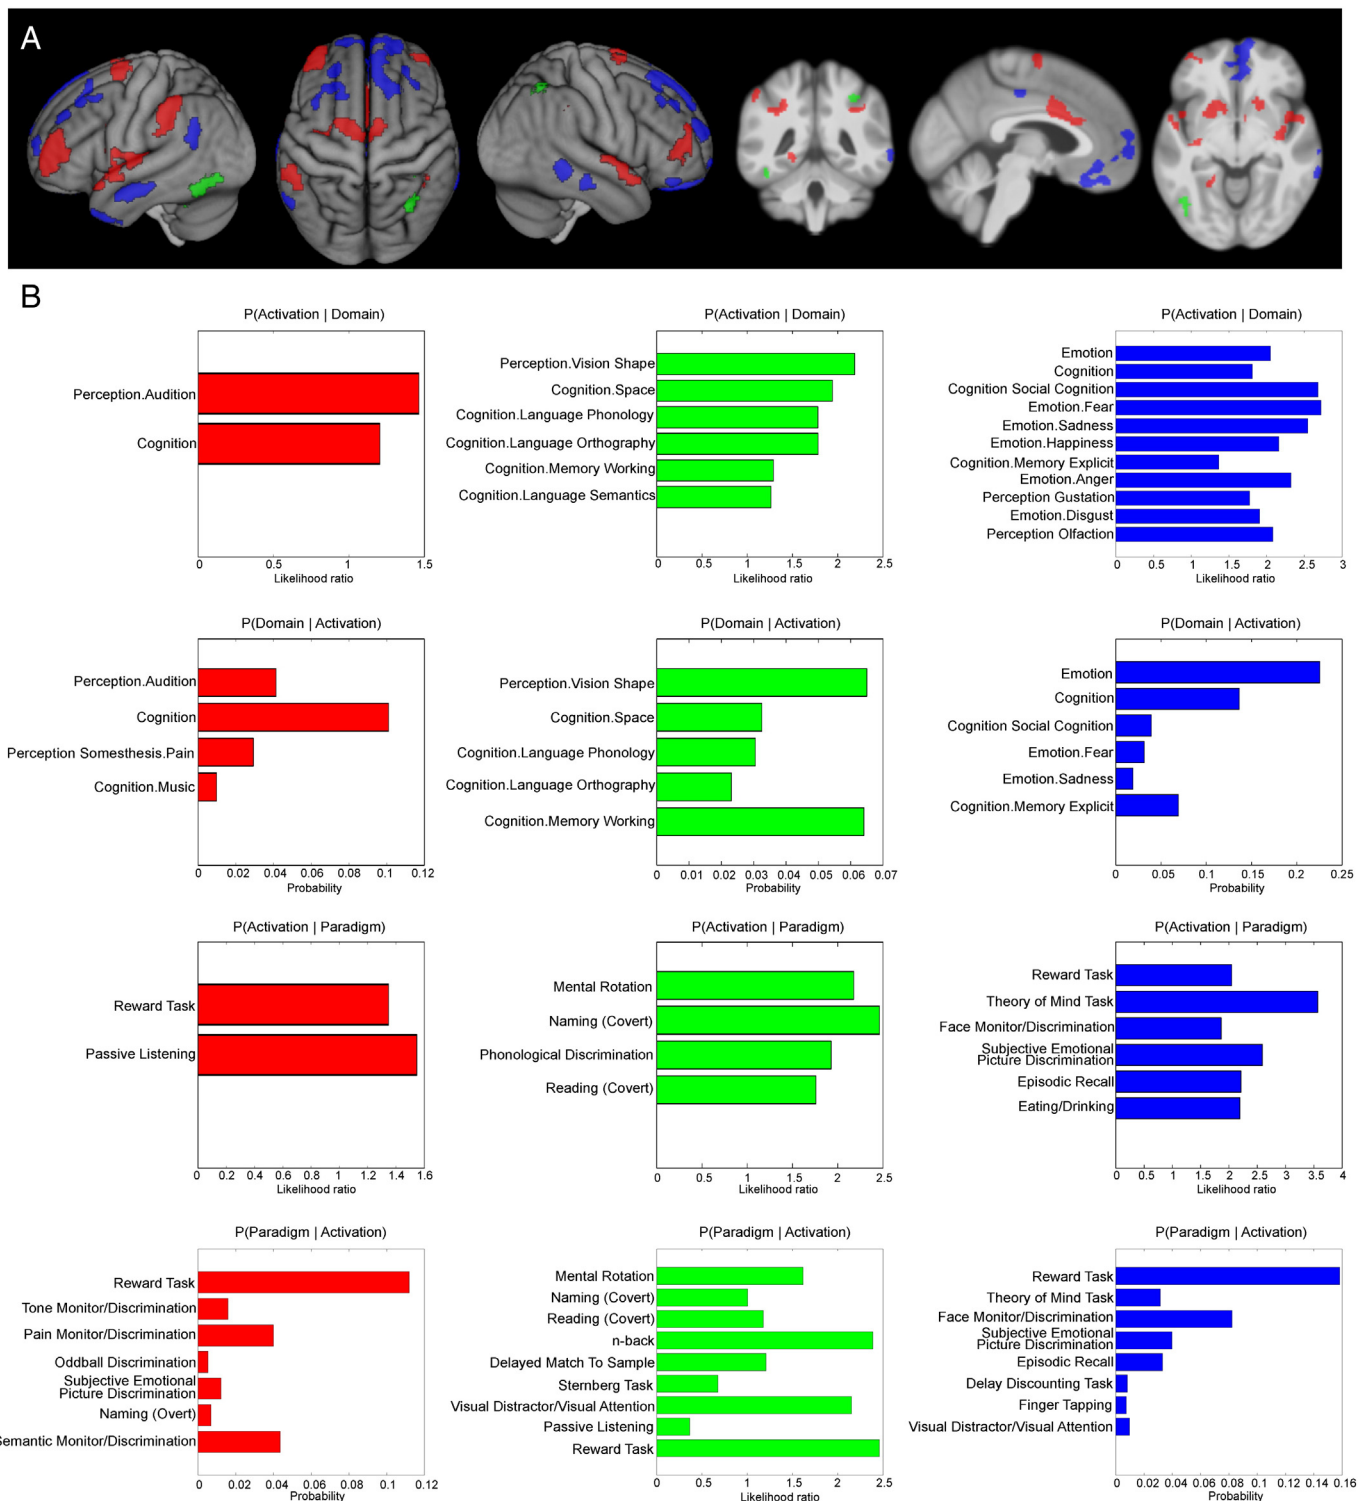 A
B
P(Activation | Domain)
Perception.Audition
Cognition
0 0.5 1 1.5
Likelihood ratio
P(Activation | Domain)
Perception.Vision Shape
Cognition.Space
Cognition.Language Phonology
Cognition.Language Orthography
Cognition.Memory Working
Cognition.Language Semantics
0 0.5 1 1.5 2 2.5
Likelihood ratio
P(Activation | Domain)
Emotion
Cognition
Cognition Social Cognition
Emotion.Fear
Emotion.Sadness
Emotion.Happiness
Cognition.Memory Explicit
Emotion.Anger
Perception Gustation
Emotion.Disgust
Perception Olfaction
0 0.5 1 1.5 2 2.5 3
Likelihood ratio
P(Domain | Activation)
Perception.Audition
Cognition
Perception Somesthesis.Pain
Cognition.Music
0 0.02 0.04 0.06 0.08 0.1 0.12
Probability
P(Domain | Activation)
Perception.Vision Shape
Cognition.Space
Cognition.Language Phonology
Cognition.Language Orthography
Cognition.Memory Working
0 0.01 0.02 0.03 0.04 0.05 0.06 0.07
Probability
P(Domain | Activation)
Emotion
Cognition
Cognition Social Cognition
Emotion.Fear
Emotion.Sadness
Cognition.Memory Explicit
0 0.05 0.1 0.15 0.2 0.25
Probability
P(Activation | Paradigm)
Reward Task
Passive Listening
0 0.2 0.4 0.6 0.8 1 1.2 1.4 1.6
Likelihood ratio
P(Activation | Paradigm)
Mental Rotation
Naming (Covert)
Phonological Discrimination
Reading (Covert)
0 0.5 1 1.5 2 2.5
Likelihood ratio
P(Activation | Paradigm)
Reward Task
Theory of Mind Task
Face Monitor/Discrimination
Subjective Emotional
Picture Discrimination
Episodic Recall
Eating/Drinking
0 0.5 1 1.5 2 2.5 3 3.5 4
Likelihood ratio
P(Paradigm | Activation)
Reward Task
Tone Monitor/Discrimination
Pain Monitor/Discrimination
Oddball Discrimination
Subjective Emotional
Picture Discrimination
Naming (Overt)
Semantic Monitor/Discrimination
0 0.02 0.04 0.06 0.08 0.1 0.12
Probability
P(Paradigm | Activation)
Mental Rotation
Naming (Covert)
Reading (Covert)
n-back
Delayed Match To Sample
Sternberg Task
Visual Distractor/Visual Attention
Passive Listening
Reward Task
0 0.5 1 1.5 2 2.5
Likelihood ratio
P(Paradigm | Activation)
Reward Task
Theory of Mind Task
Face Monitor/Discrimination
Subjective Emotional
Picture Discrimination
Episodic Recall
Delay Discounting Task
Finger Tapping
Visual Distractor/Visual Attention
0 0.02 0.04 0.06 0.08 0.1 0.12 0.14 0.16
Probability